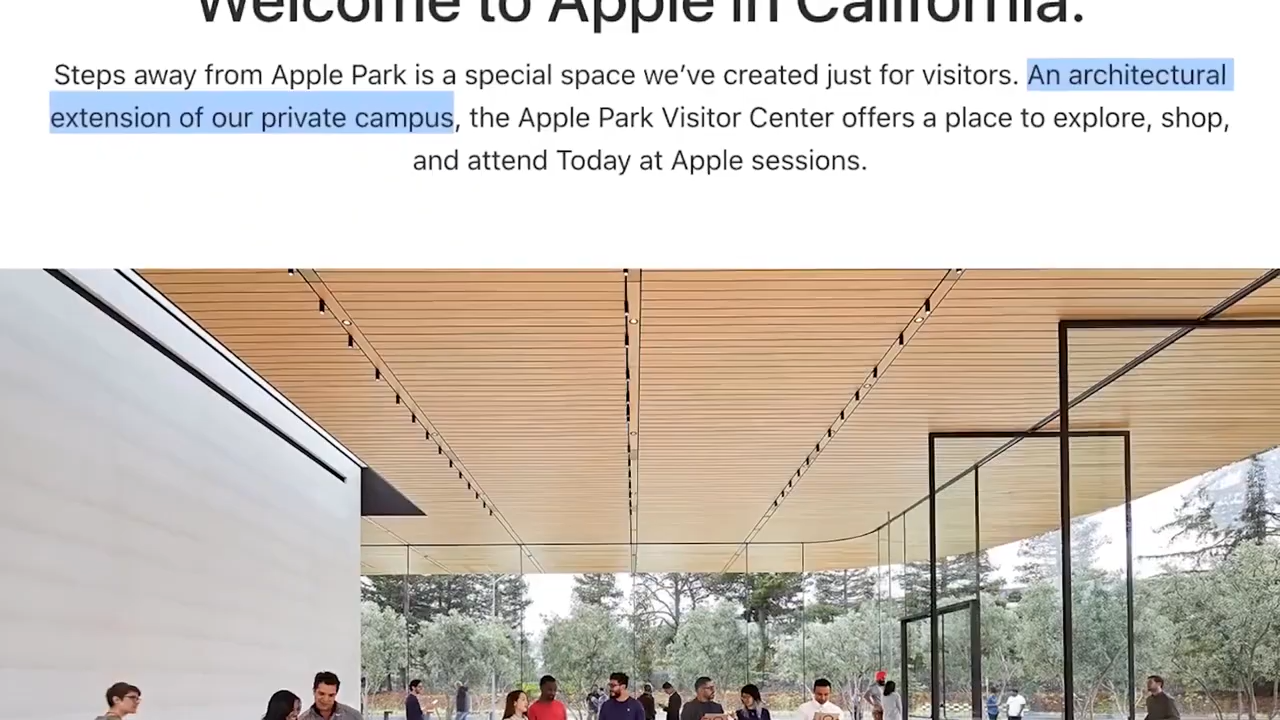 Welcome to Apple in California.
Steps away from Apple Park is a special space we’ve created just for visitors. An architectural
extension of our private campus, the Apple Park Visitor Center offers a place to explore, shop,
and attend Today at Apple sessions.